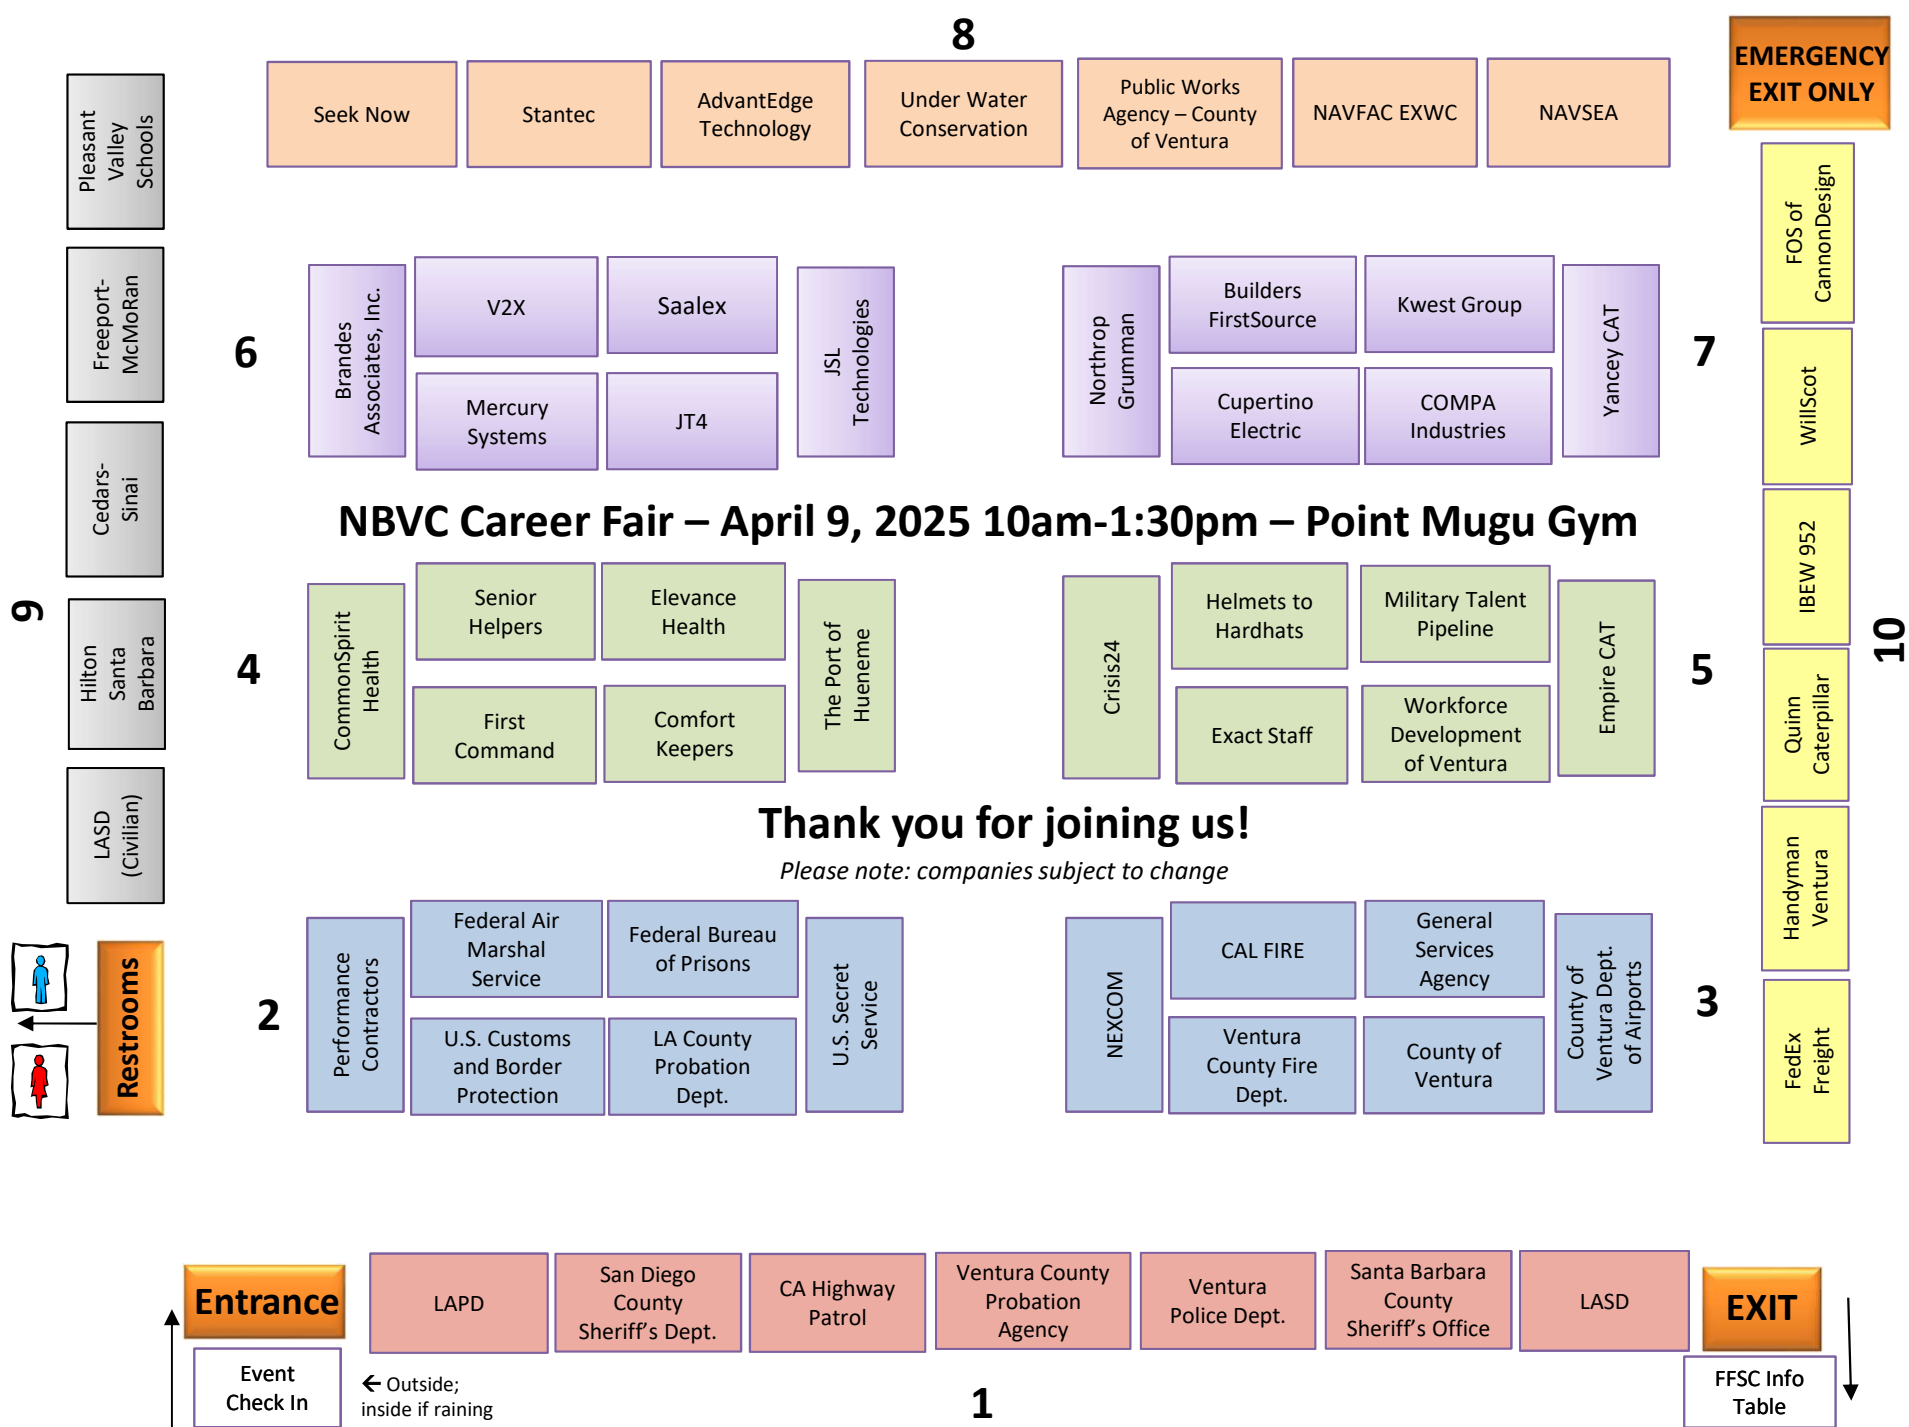 8
EMERGENCY
EXIT ONLY
Seek Now
Stantec
AdvantEdge
Technology
Under Water
Conservation
Public Works
Agency – County
of Ventura
NAVFAC EXWC
NAVSEA
Pleasant
Valley
Schools
Freeport-
McMoRan
Cedars-
Sinai
9
Hilton
Santa
Barbara
LASD
(Civilian)
6
Brandes
Associates, Inc.
V2X
Saalex
Mercury
Systems
JT4
JSL
Technologies
Northrop
Grumman
Builders
FirstSource
Kwest Group
Cupertino
Electric
COMPA
Industries
Yancey CAT
7
FOS of
CannonDesign
WillScot
IBEW 952
10
Quinn
Caterpillar
Handyman
Ventura
FedEx
Freight
NBVC Career Fair – April 9, 2025 10am-1:30pm – Point Mugu Gym
4
CommonSpirit
Health
Senior
Helpers
Elevance
Health
First
Command
Comfort
Keepers
The Port of
Hueneme
Crisis24
Helmets to
Hardhats
Military Talent
Pipeline
Exact Staff
Workforce
Development
of Ventura
Empire CAT
5
Thank you for joining us!
Please note: companies subject to change
Restrooms
2
Performance
Contractors
Federal Air
Marshal
Service
Federal Bureau
of Prisons
U.S. Customs
and Border
Protection
LA County
Probation
Dept.
U.S. Secret
Service
NEXCOM
CAL FIRE
General
Services
Agency
Ventura
County Fire
Dept.
County of
Ventura
County of
Ventura Dept.
of Airports
3
Entrance
LAPD
San Diego
County
Sheriff's Dept.
CA Highway
Patrol
Ventura County
Probation
Agency
Ventura
Police Dept.
Santa Barbara
County
Sheriff's Office
LASD
EXIT
Event
Check In
← Outside;
inside if raining
1
FFSC Info
Table